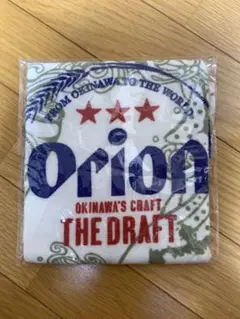 FROM OKINAWA TO THE WORLD
Orion
OKINAWA'S CRAFT
THE DRAFT